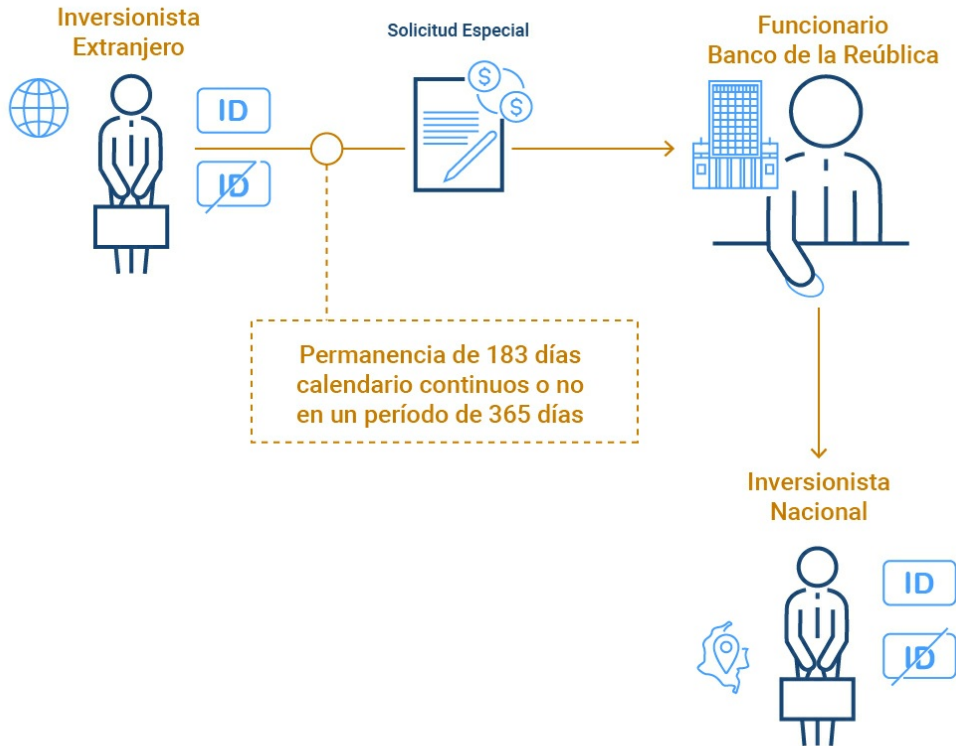 Inversionista
Extranjero
Solicitud Especial
Funcionario
Banco de la Reública
ID
ID
$
$
Permanencia de 183 días
calendario continuos o no
en un período de 365 días
Inversionista
Nacional
ID
ID